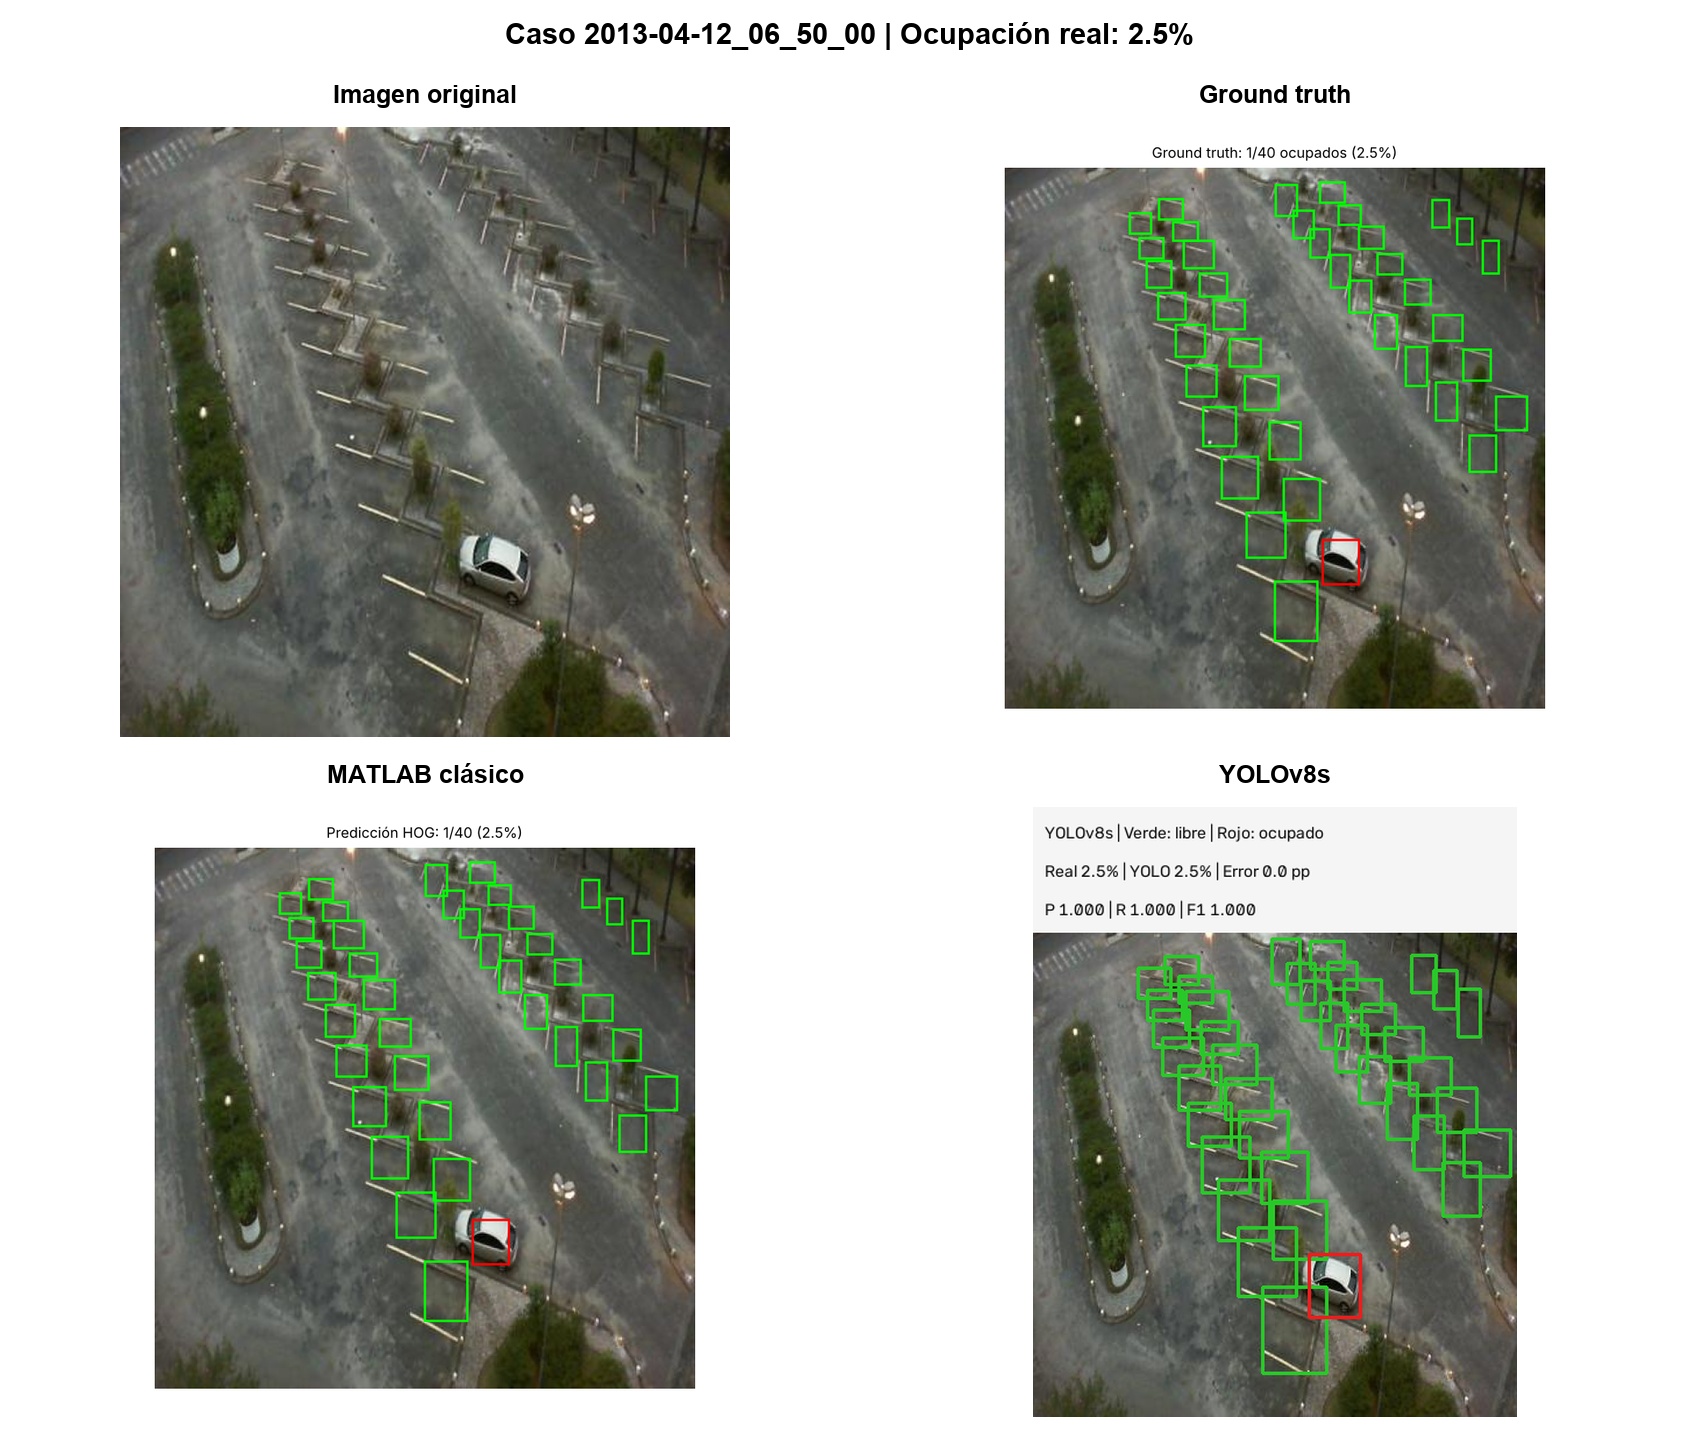 Caso 2013-04-12_06_50_00 | Ocupación real: 2.5%
Imagen original
Ground truth
Ground truth: 1/40 ocupados (2.5%)
MATLAB clásico
Predicción HOG: 1/40 (2.5%)
YOLOv8s
YOLOv8s | Verde: libre | Rojo: ocupado
Real 2.5% | YOLO 2.5% | Error 0.0 pp
P 1.000 | R 1.000 | F1 1.000